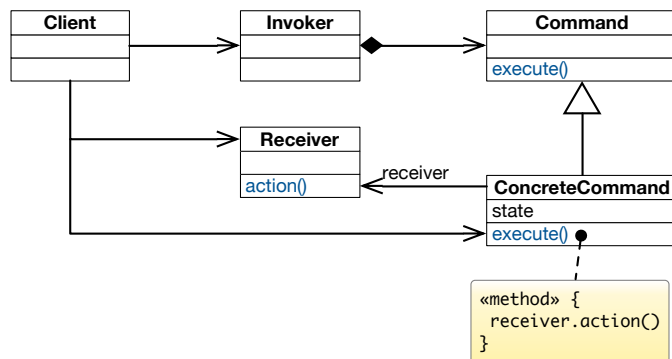 Client
Invoker
Command
execute()
Receiver
action()
receiver
ConcreteCommand
state
execute()
«method» {
receiver.action()
}